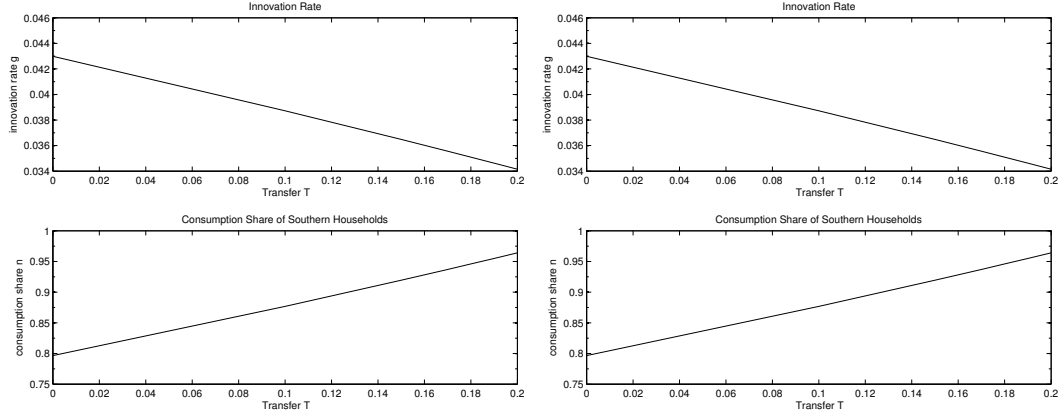 Innovation Rate
innovation rate g
0.046
0.044
0.042
0.04
0.038
0.036
0.034
0 0.02 0.04 0.06 0.08 0.1 0.12 0.14 0.16 0.18 0.2
Transfer T
Innovation Rate
innovation rate g
0.046
0.044
0.042
0.04
0.038
0.036
0.034
0 0.02 0.04 0.06 0.08 0.1 0.12 0.14 0.16 0.18 0.2
Transfer T
Consumption Share of Southern Households
consumption share n
1
0.95
0.9
0.85
0.8
0.75
0 0.02 0.04 0.06 0.08 0.1 0.12 0.14 0.16 0.18 0.2
Transfer T
Consumption Share of Southern Households
consumption share n
1
0.95
0.9
0.85
0.8
0.75
0 0.02 0.04 0.06 0.08 0.1 0.12 0.14 0.16 0.18 0.2
Transfer T